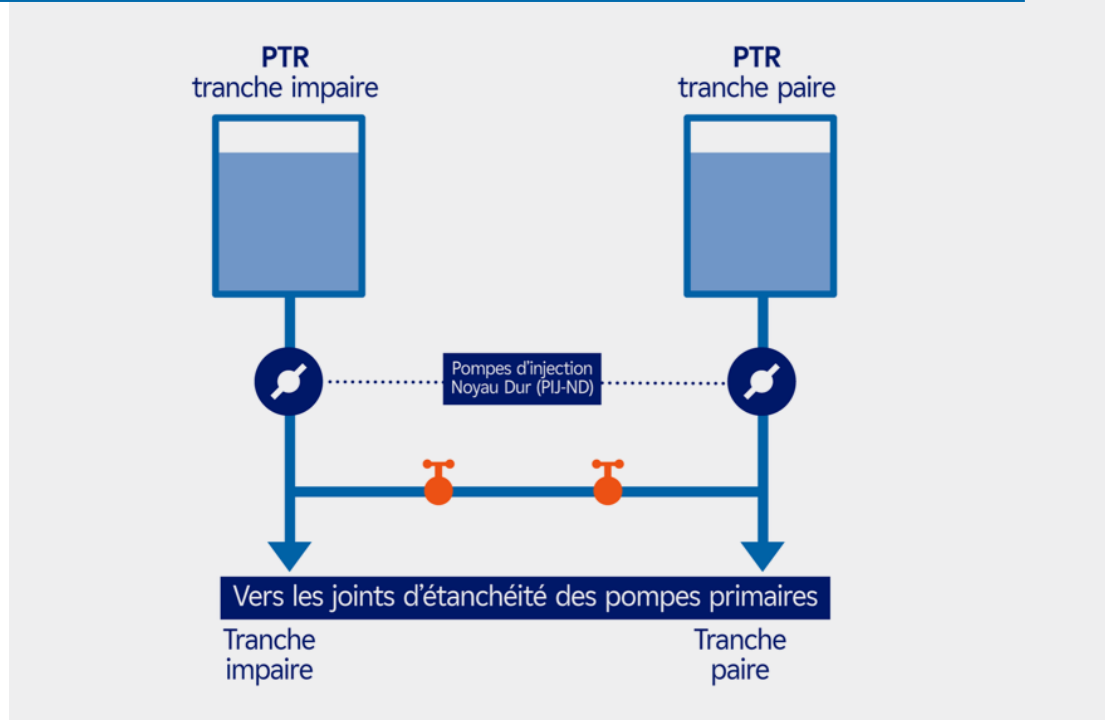 PTR
tranche impaire
PTR
tranche paire
Pompes d'injection
Noyau Dur (PIJ-ND)
Vers les joints d'étanchéité des pompes primaires
Tranche
impaire
Tranche
paire